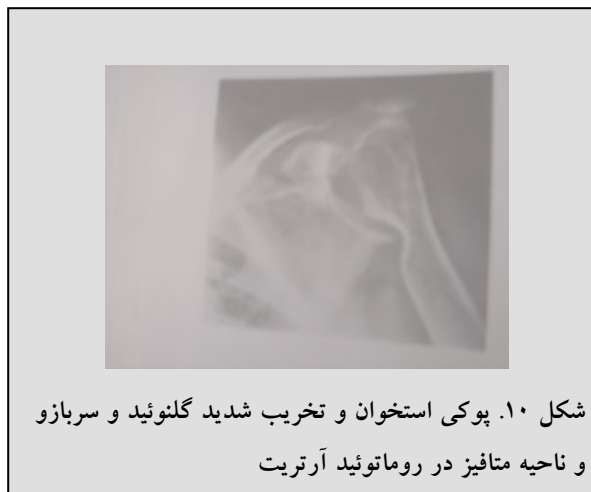 شکل ۱۰. پوکی استخوان و تخریب شدید گلنوئید و سربازو
و ناحیه متافیز در روماتوئید آرتریت